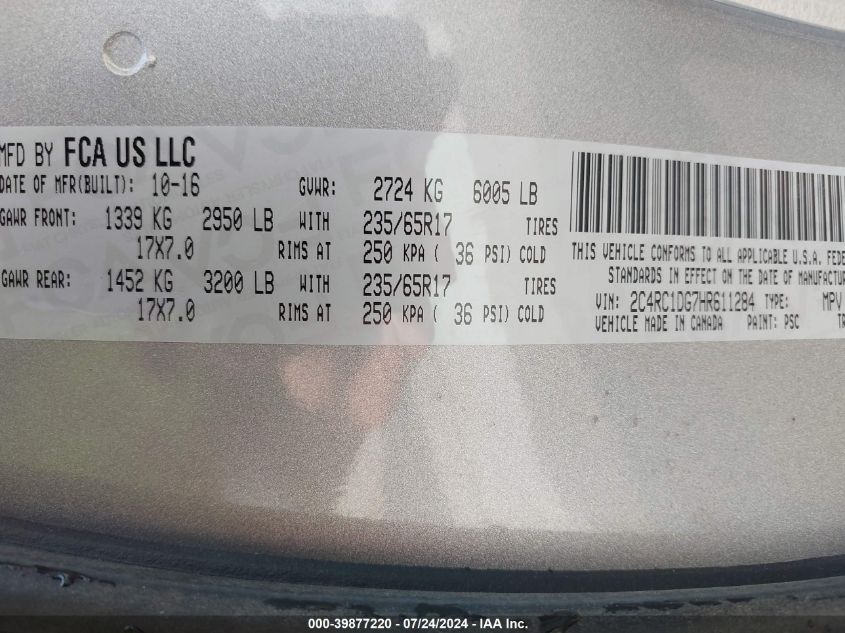 MFD BY FCA US LLC
DATE OF MFR(BUILT): 10-16 GVWR: 2724 KG 6005 LB
GAWR FRONT: 1339 KG 2950 LB WITH 235/65R17 TIRES
17X7.0 RIMS AT 250 KPA ( 36 PSI) COLD
GAWR REAR: 1452 KG 3200 LB WITH 235/65R17 TIRES
17X7.0 RIMS AT 250 KPA ( 36 PSI) COLD
THIS VEHICLE CONFORMS TO ALL APPLICABLE U.S.A. FEDE
STANDARDS IN EFFECT ON THE DATE OF MANUFACTUR
VIN: 2C4RC1DG7HR611284 TYPE: MPV
VEHICLE MADE IN CANADA PAINT: PSC TR
000-39877220 / 07/24/2024 - IAA Inc.